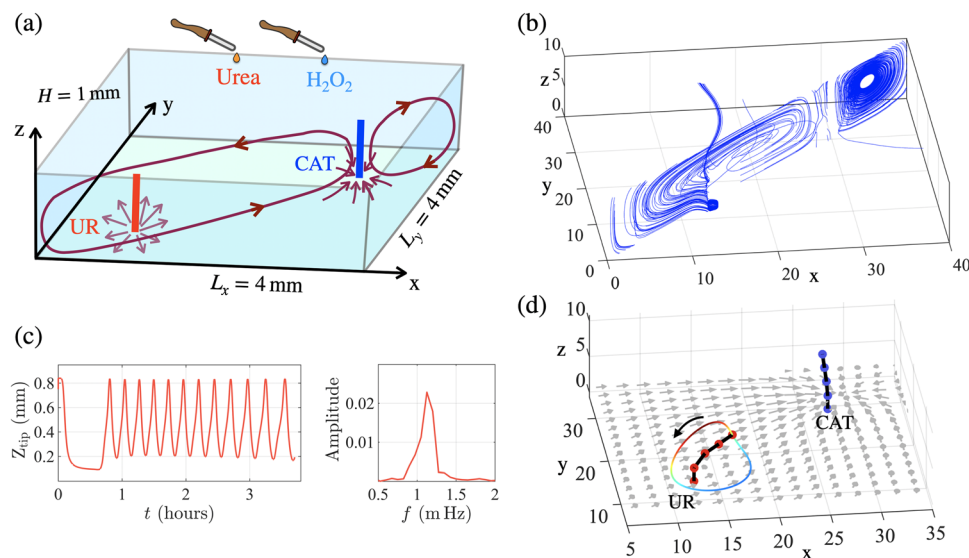 (a)
Urea
H₂O₂
H = 1 mm
z
y
CAT
UR
L_y = 4 mm
L_x = 4 mm
x
(b)
10
z 5
0
40
30
y 20
10
0
0 10 20 30 40
x
(c)
Z_tip (mm)
0.8
0.6
0.4
0.2
0 1 2 3
t (hours)
Amplitude
0.02
0.01
0.5 1 1.5 2
f (m Hz)
(d)
10
z 5
0
CAT
30
y 20
10
UR
5 10 15 20 25 30 35
x